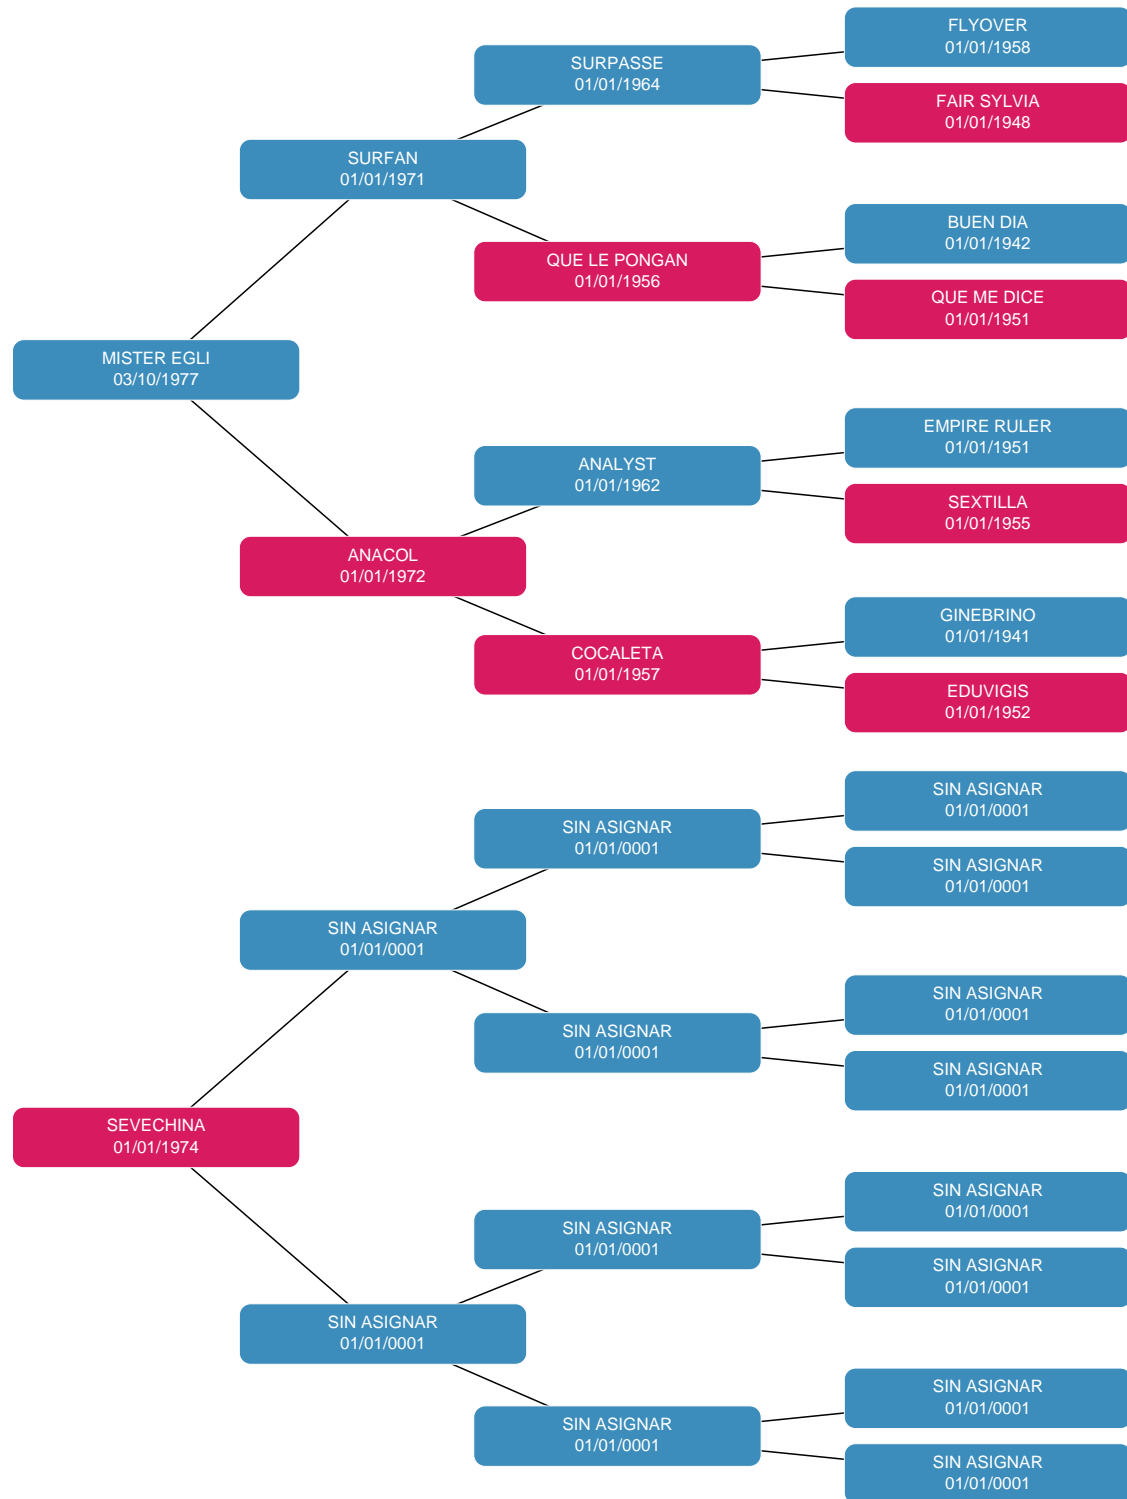 FLYOVER
01/01/1958
SURPASSE
01/01/1964
FAIR SYLVIA
01/01/1948
SURFAN
01/01/1971
BUEN DIA
01/01/1942
QUE LE PONGAN
01/01/1956
QUE ME DICE
01/01/1951
MISTER EGLI
03/10/1977
EMPIRE RULER
01/01/1951
ANALYST
01/01/1962
SEXTILLA
01/01/1955
ANACOL
01/01/1972
GINEBRINO
01/01/1941
COCALETA
01/01/1957
EDUVIGIS
01/01/1952
SIN ASIGNAR
01/01/0001
SIN ASIGNAR
01/01/0001
SIN ASIGNAR
01/01/0001
SIN ASIGNAR
01/01/0001
SIN ASIGNAR
01/01/0001
SIN ASIGNAR
01/01/0001
SIN ASIGNAR
01/01/0001
SEVECHINA
01/01/1974
SIN ASIGNAR
01/01/0001
SIN ASIGNAR
01/01/0001
SIN ASIGNAR
01/01/0001
SIN ASIGNAR
01/01/0001
SIN ASIGNAR
01/01/0001
SIN ASIGNAR
01/01/0001
SIN ASIGNAR
01/01/0001